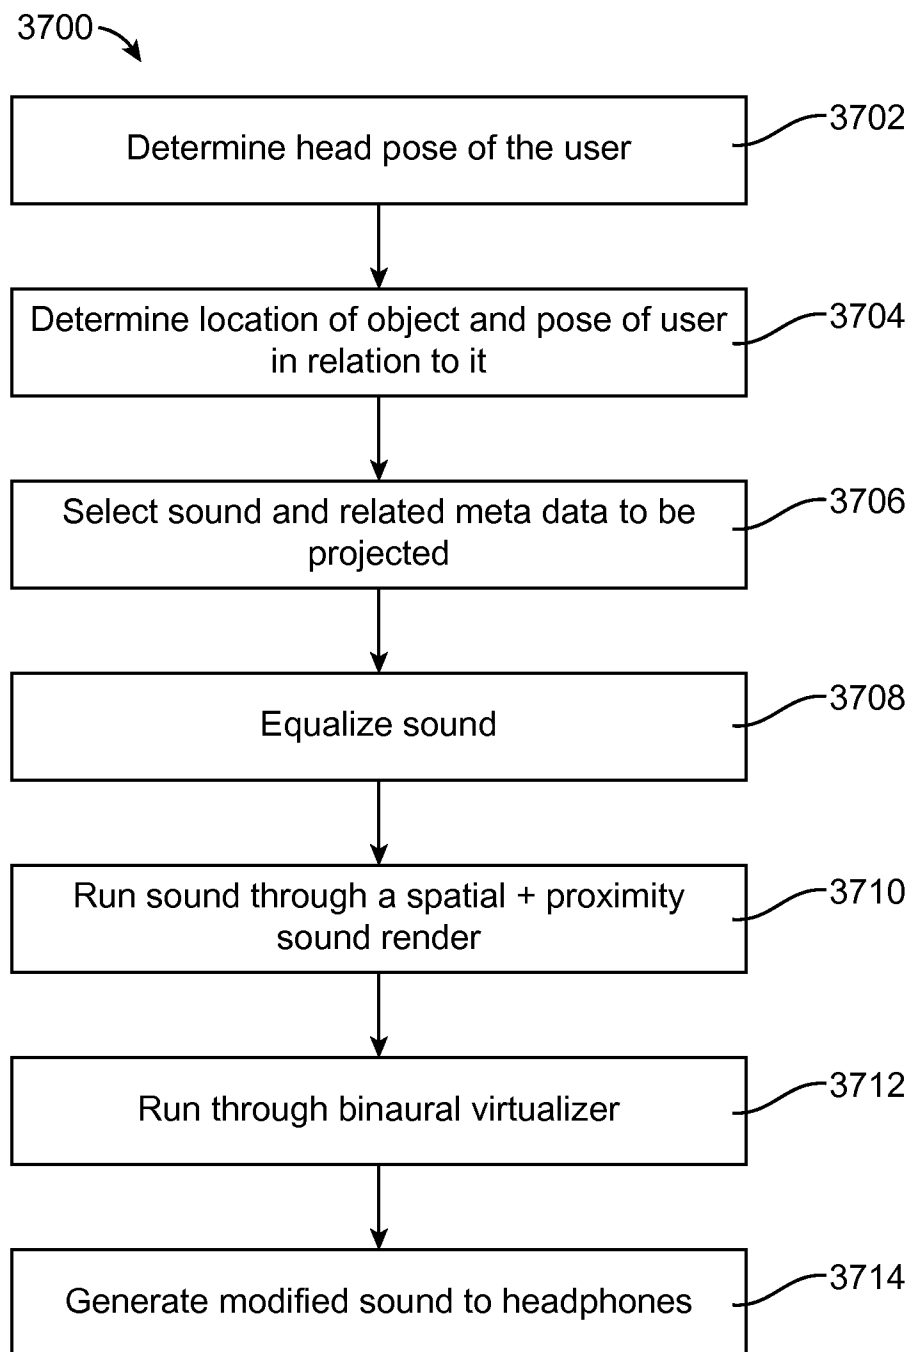 3700
Determine head pose of the user
3702
Determine location of object and pose of user
in relation to it
3704
Select sound and related meta data to be
projected
3706
Equalize sound
3708
Run sound through a spatial + proximity
sound render
3710
Run through binaural virtualizer
3712
Generate modified sound to headphones
3714